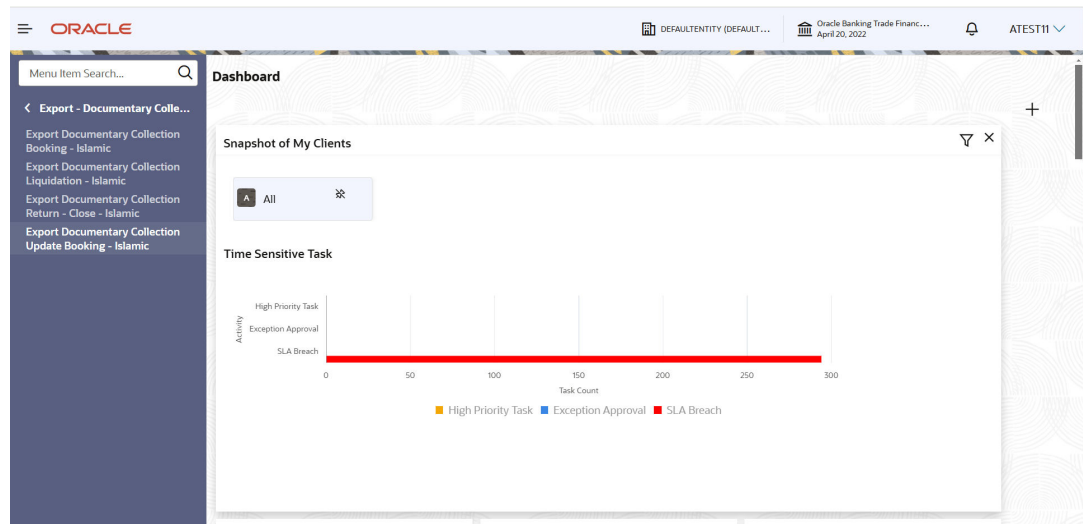 ORACLE
DEFAULTENTITY (DEFAULT...
Oracle Banking Trade Financ...
April 20, 2022
ATEST11
Menu Item Search...
Export - Documentary Colle...
Export Documentary Collection
Booking - Islamic
Export Documentary Collection
Liquidation - Islamic
Export Documentary Collection
Return - Close - Islamic
Export Documentary Collection
Update Booking - Islamic
Dashboard
Snapshot of My Clients
A All
Time Sensitive Task
Activity
High Priority Task
Exception Approval
SLA Breach
0 50 100 150 200 250 300
Task Count
High Priority Task Exception Approval SLA Breach